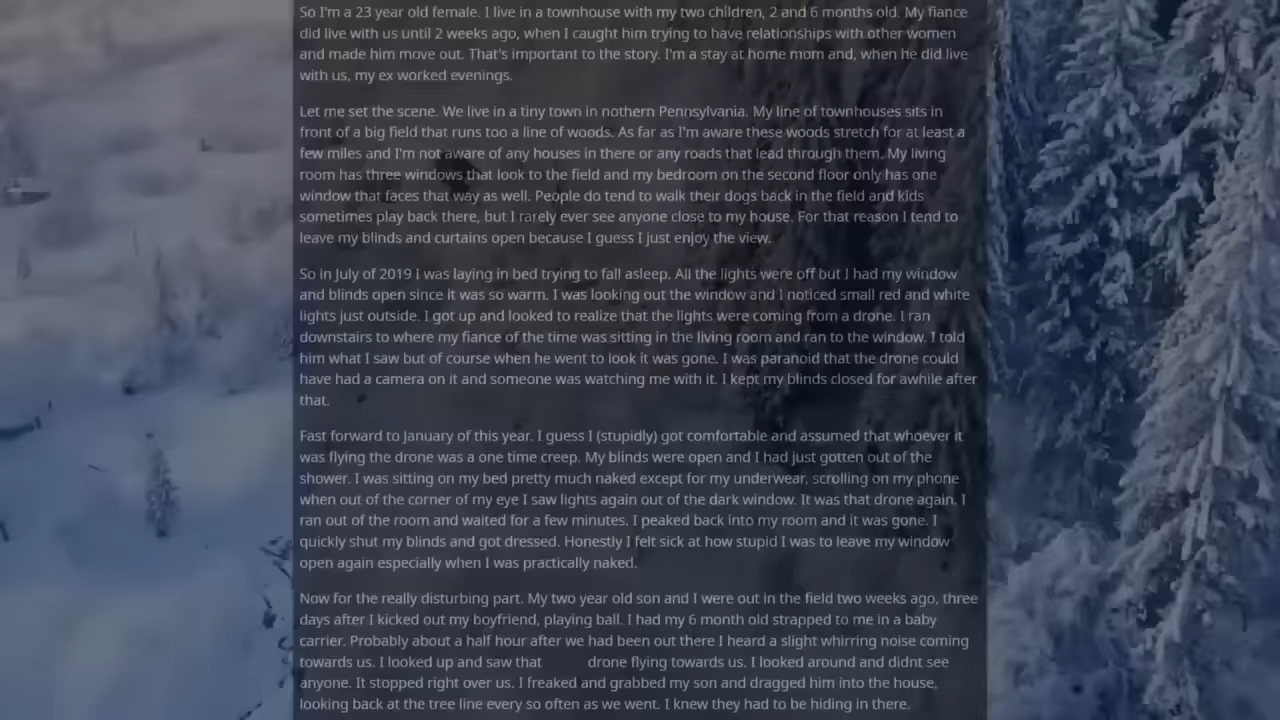 So I'm a 23 year old female. I live in a townhouse with my two children, 2 and 6 months old. My fiance
did live with us until 2 weeks ago, when I caught him trying to have relationships with other women
and made him move out. That's important to the story. I'm a stay at home mom and, when he did live
with us, my ex worked evenings.
Let me set the scene. We live in a tiny town in nothern Pennsylvania. My line of townhouses sits in
front of a big field that runs too a line of woods. As far as I'm aware these woods stretch for at least a
few miles and I'm not aware of any houses in there or any roads that lead through them. My living
room has three windows that look to the field and my bedroom on the second floor only has one
window that faces that way as well. People do tend to walk their dogs back in the field and kids
sometimes play back there, but I rarely ever see anyone close to my house. For that reason I tend to
leave my blinds and curtains open because I guess I just enjoy the view.
So in July of 2019 I was laying in bed trying to fall asleep. All the lights were off but I had my window
and blinds open since it was so warm. I was looking out the window and I noticed small red and white
lights just outside. I got up and looked to realize that the lights were coming from a drone. I ran
downstairs to where my fiance of the time was sitting in the living room and ran to the window. I told
him what I saw but of course when he went to look it was gone. I was paranoid that the drone could
have had a camera on it and someone was watching me with it. I kept my blinds closed for awhile after
that.
Fast forward to January of this year. I guess I (stupidly) got comfortable and assumed that whoever it
was flying the drone was a one time creep. My blinds were open and I had just gotten out of the
shower. I was sitting on my bed pretty much naked except for my underwear, scrolling on my phone
when out of the corner of my eye I saw lights again out of the dark window. It was that drone again. I
ran out of the room and waited for a few minutes. I peaked back into my room and it was gone. I
quickly shut my blinds and got dressed. Honestly I felt sick at how stupid I was to leave my window
open again especially when I was practically naked.
Now for the really disturbing part. My two year old son and I were out in the field two weeks ago, three
days after I kicked out my boyfriend, playing ball. I had my 6 month old strapped to me in a baby
carrier. Probably about a half hour after we had been out there I heard a slight whirring noise coming
towards us. I looked up and saw that drone flying towards us. I looked around and didnt see
anyone. It stopped right over us. I freaked and grabbed my son and dragged him into the house,
looking back at the tree line every so often as we went. I knew they had to be hiding in there.